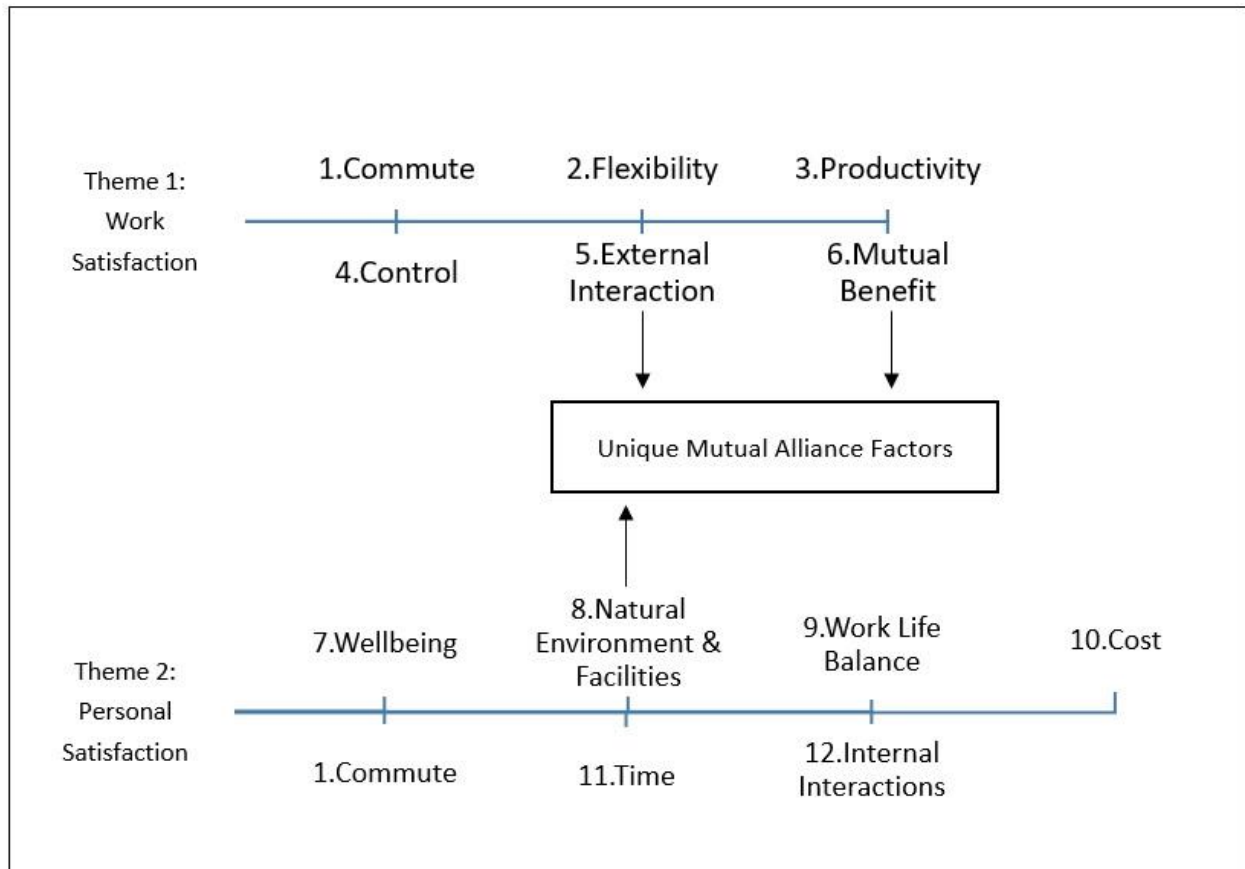 1.Commute
2.Flexibility
3.Productivity
Theme 1:
Work
Satisfaction
4.Control
5.External
Interaction
6.Mutual
Benefit
Unique Mutual Alliance Factors
7.Wellbeing
8.Natural
Environment &
Facilities
9.Work Life
Balance
10.Cost
Theme 2:
Personal
Satisfaction
1.Commute
11.Time
12.Internal
Interactions